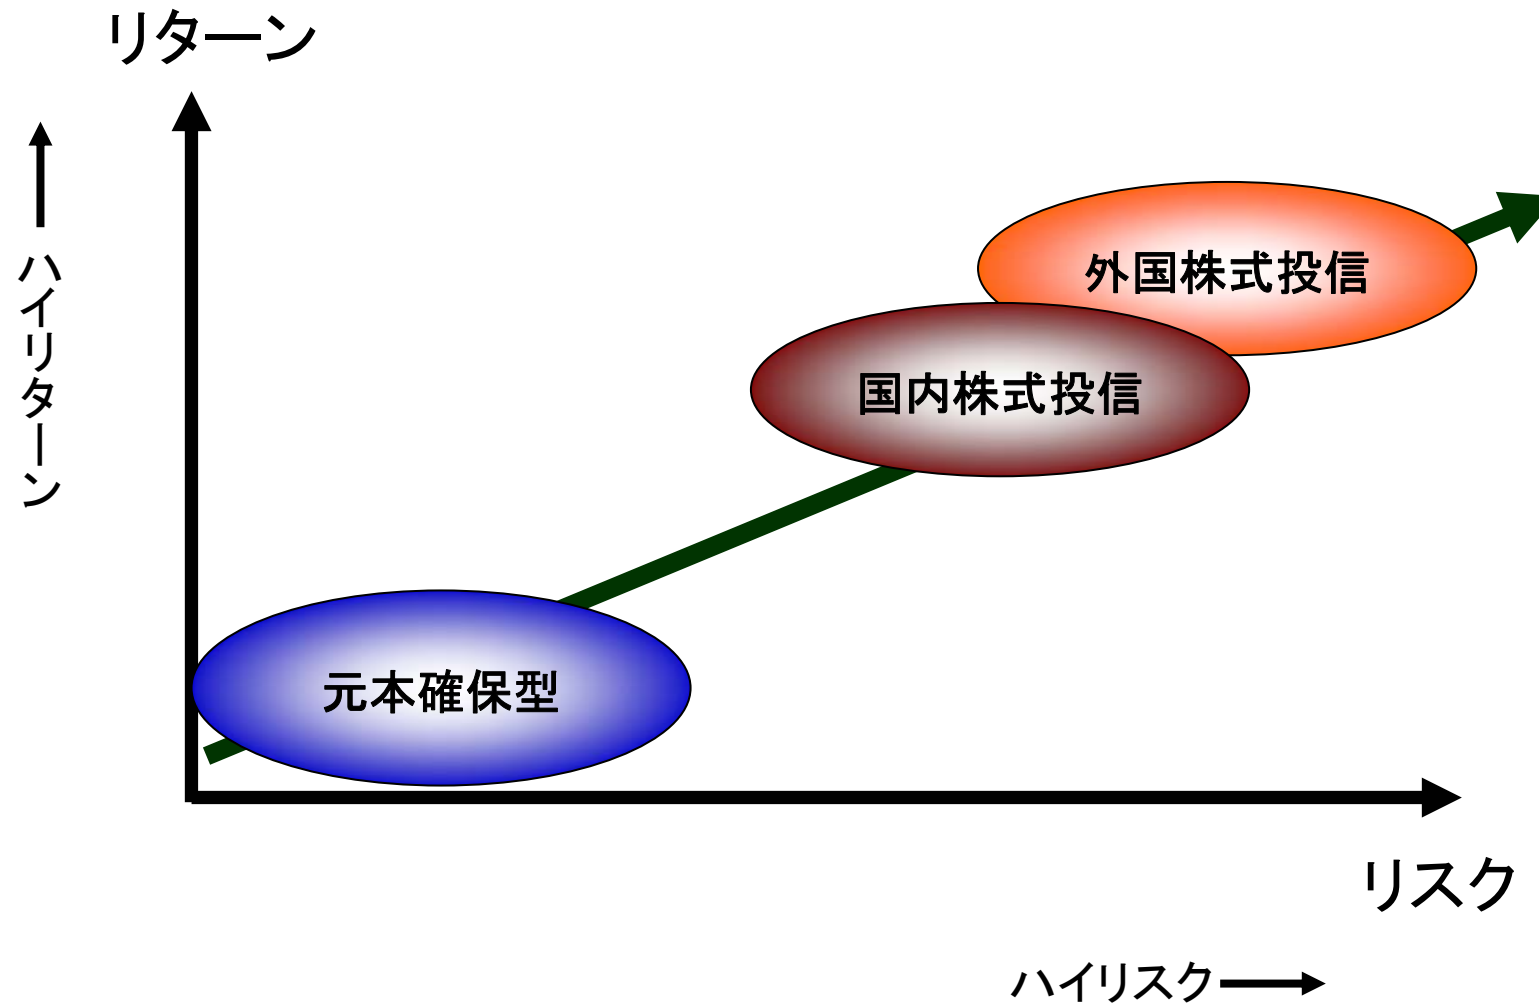 リターン
ハイリターン
外国株式投信
国内株式投信
元本確保型
リスク
ハイリスク